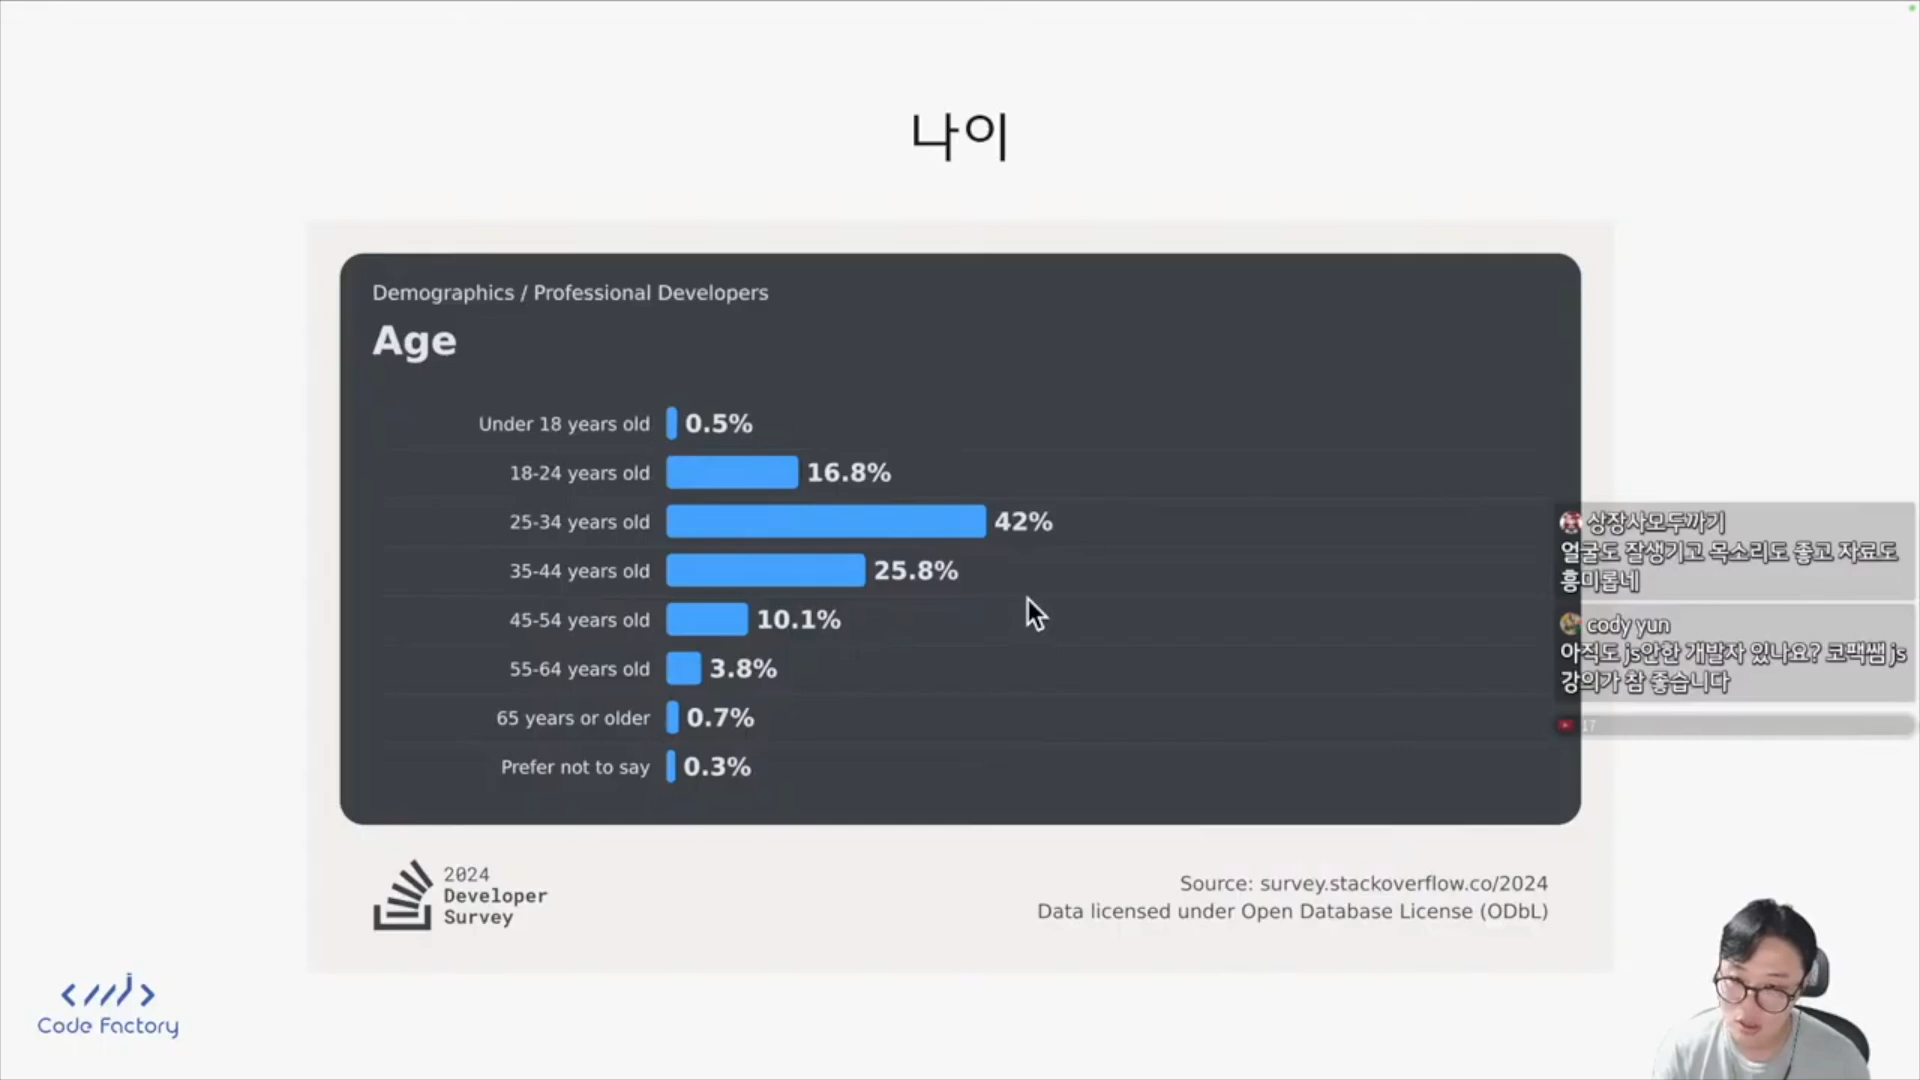 나이
Demographics / Professional Developers
Age
Under 18 years old 0.5%
18-24 years old 16.8%
25-34 years old 42%
35-44 years old 25.8%
45-54 years old 10.1%
55-64 years old 3.8%
65 years or older 0.7%
Prefer not to say 0.3%
2024
Developer
Survey
Source: survey.stackoverflow.co/2024
Data licensed under Open Database License (ODbL)
상장사모두까기
얼굴도 잘생기고 목소리도 좋고 자료도
흥미롭네
cody yun
아직도 js안한 개발자 있나요? 코팩쌤 js
강의가 참 좋습니다
17
Code Factory